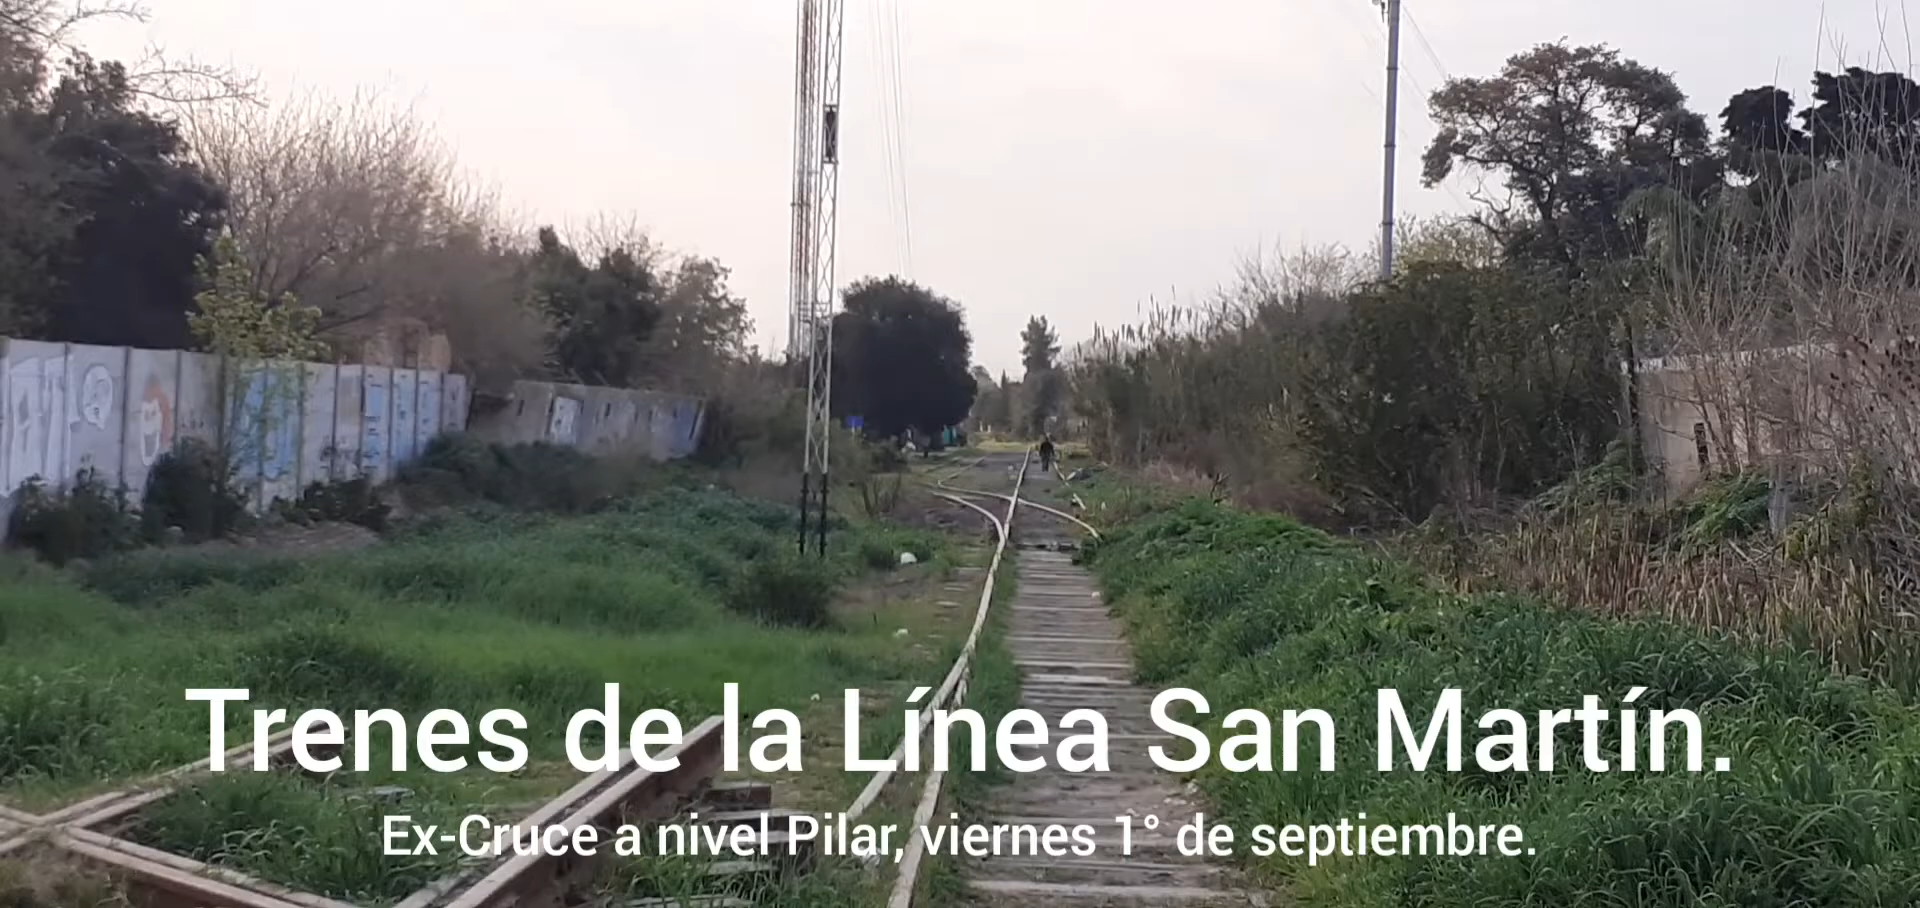 Trenes de la Línea San Martín.
Ex-Cruce a nivel Pilar, viernes 1° de septiembre.